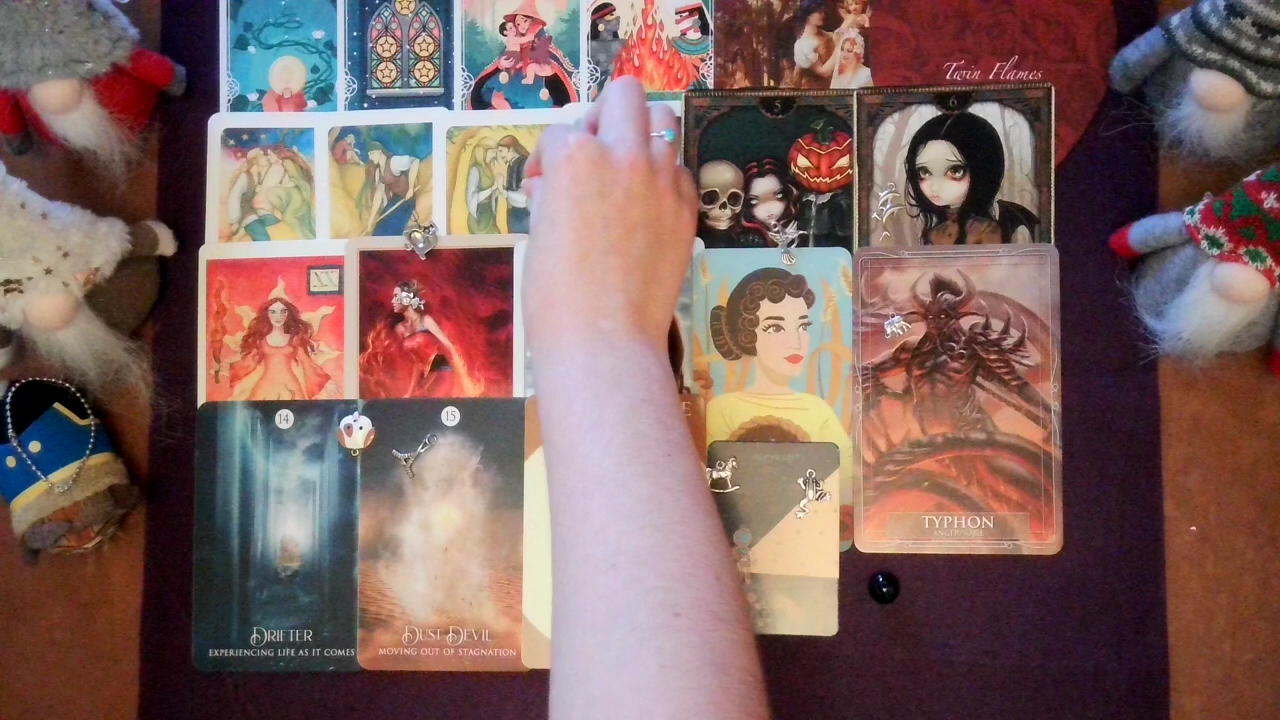 Twin Flames
5
6
XV
14
DRIFTER
EXPERIENCING LIFE AS IT COMES
15
DUST DEVIL
MOVING OUT OF STAGNATION
E
TYPHON